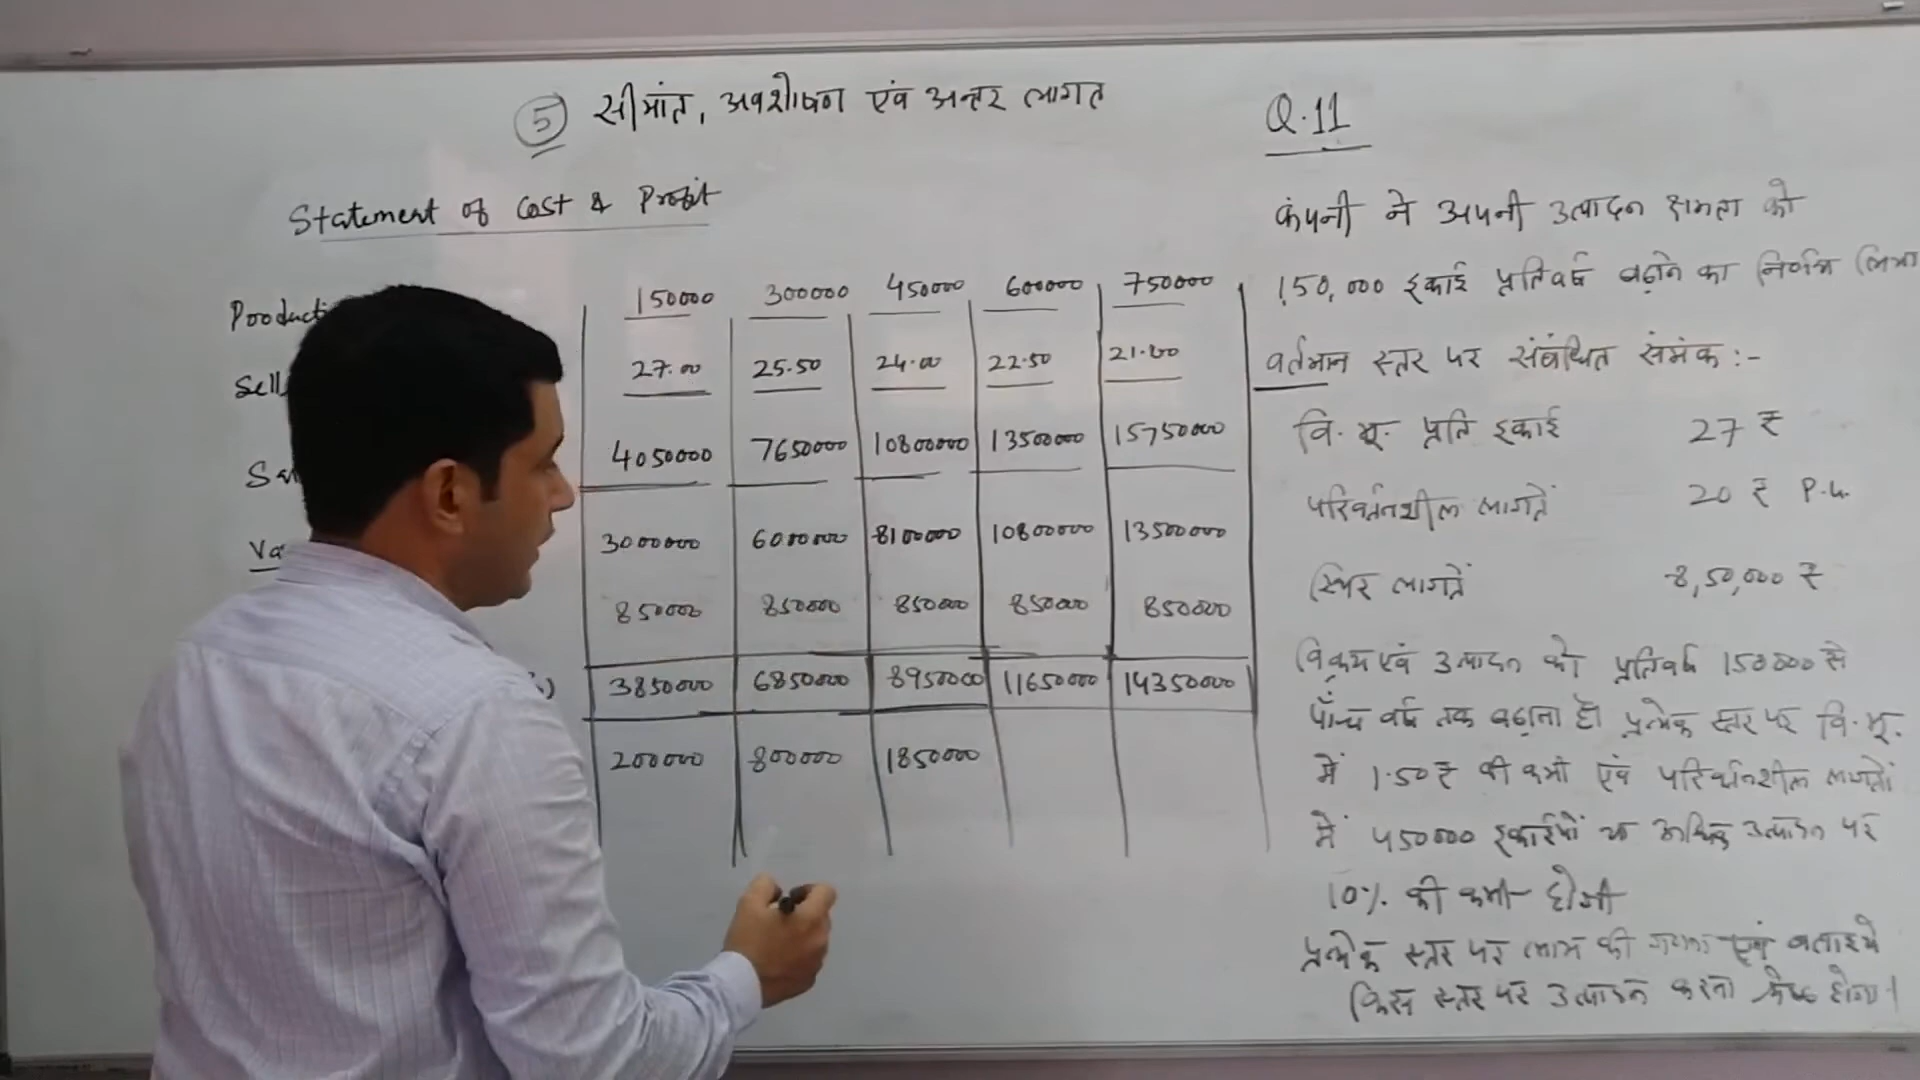 5 सीमांत, अवशोषण एवं अन्तर लागत
Statement of Cost & Profit
150000 300000 450000 600000 750000
27.00 25.50 24.00 22.50 21.00
4050000 7650000 10800000 13500000 15750000
3000000 6000000 8100000 10800000 13500000
850000 850000 850000 850000 850000
3850000 6850000 8950000 11650000 14350000
200000 800000 1850000
Q.11
कंपनी ने अपनी उत्पादन क्षमता को
1,50,000 इकाई प्रतिवर्ष बढ़ाने का निर्णय लिया
वर्तमान स्तर पर संबंधित समंक :-
वि. मू. प्रति इकाई 27 ₹
परिवर्तनशील लागतें 20 ₹ P.U.
स्थिर लागतें 8,50,000 ₹
विक्रय एवं उत्पादन को प्रतिवर्ष 150000 से
पाँच वर्ष तक बढ़ाना है। प्रत्येक स्तर पर वि. मू.
में 1.50 ₹ की कमी एवं परिवर्तनशील लागतों
में 450000 इकाईयों या अधिक उत्पादन पर
10% की कमी होगी
प्रत्येक स्तर पर लाभ की गणना एवं बताइये
किस स्तर पर उत्पादन करना श्रेष्ठ होगा।